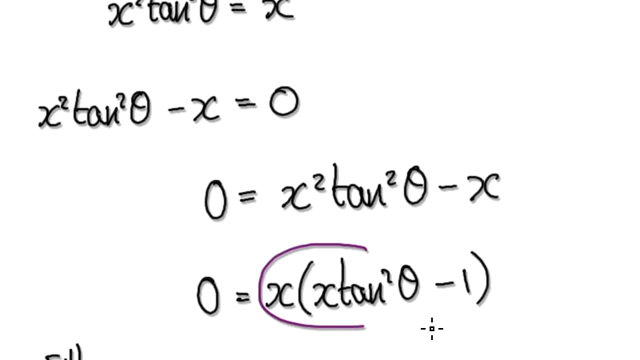 x²tan²θ = x
x²tan²θ - x = 0
0 = x²tan²θ - x
0 = x(xtan²θ - 1)